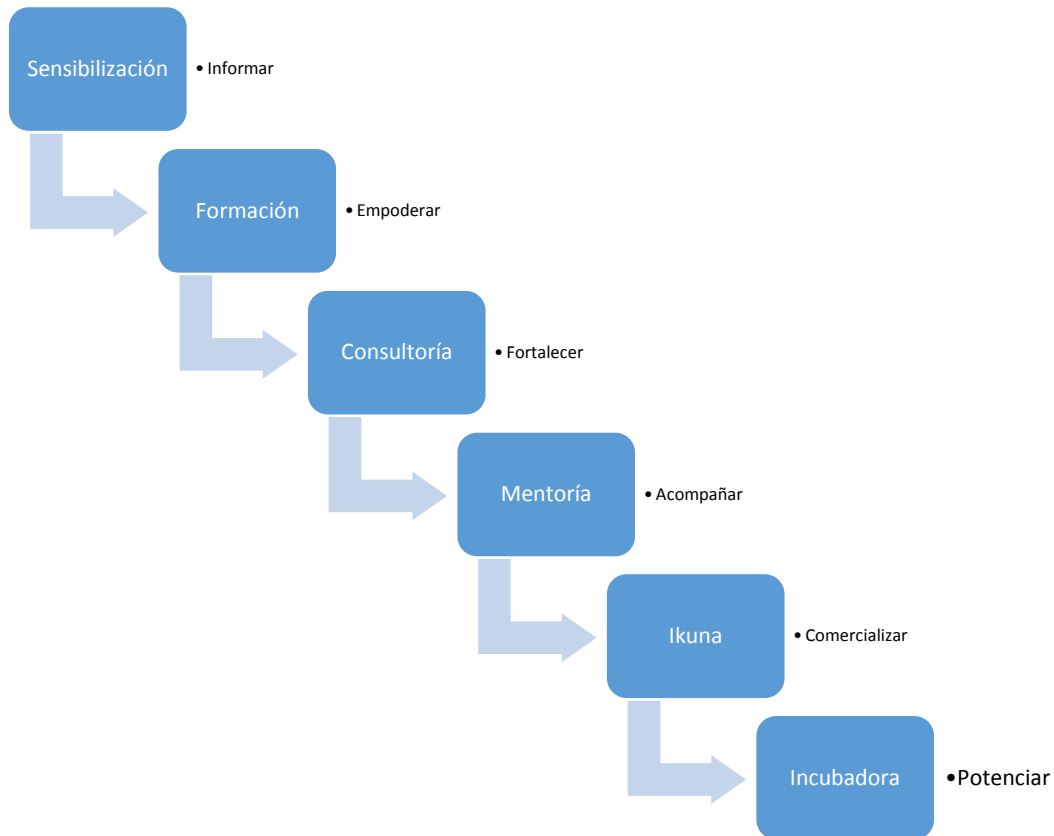 Sensibilización
• Informar
Formación
• Empoderar
Consultoría
• Fortalecer
Mentoría
• Acompañar
Ikuna
• Comercializar
Incubadora
•Potenciar